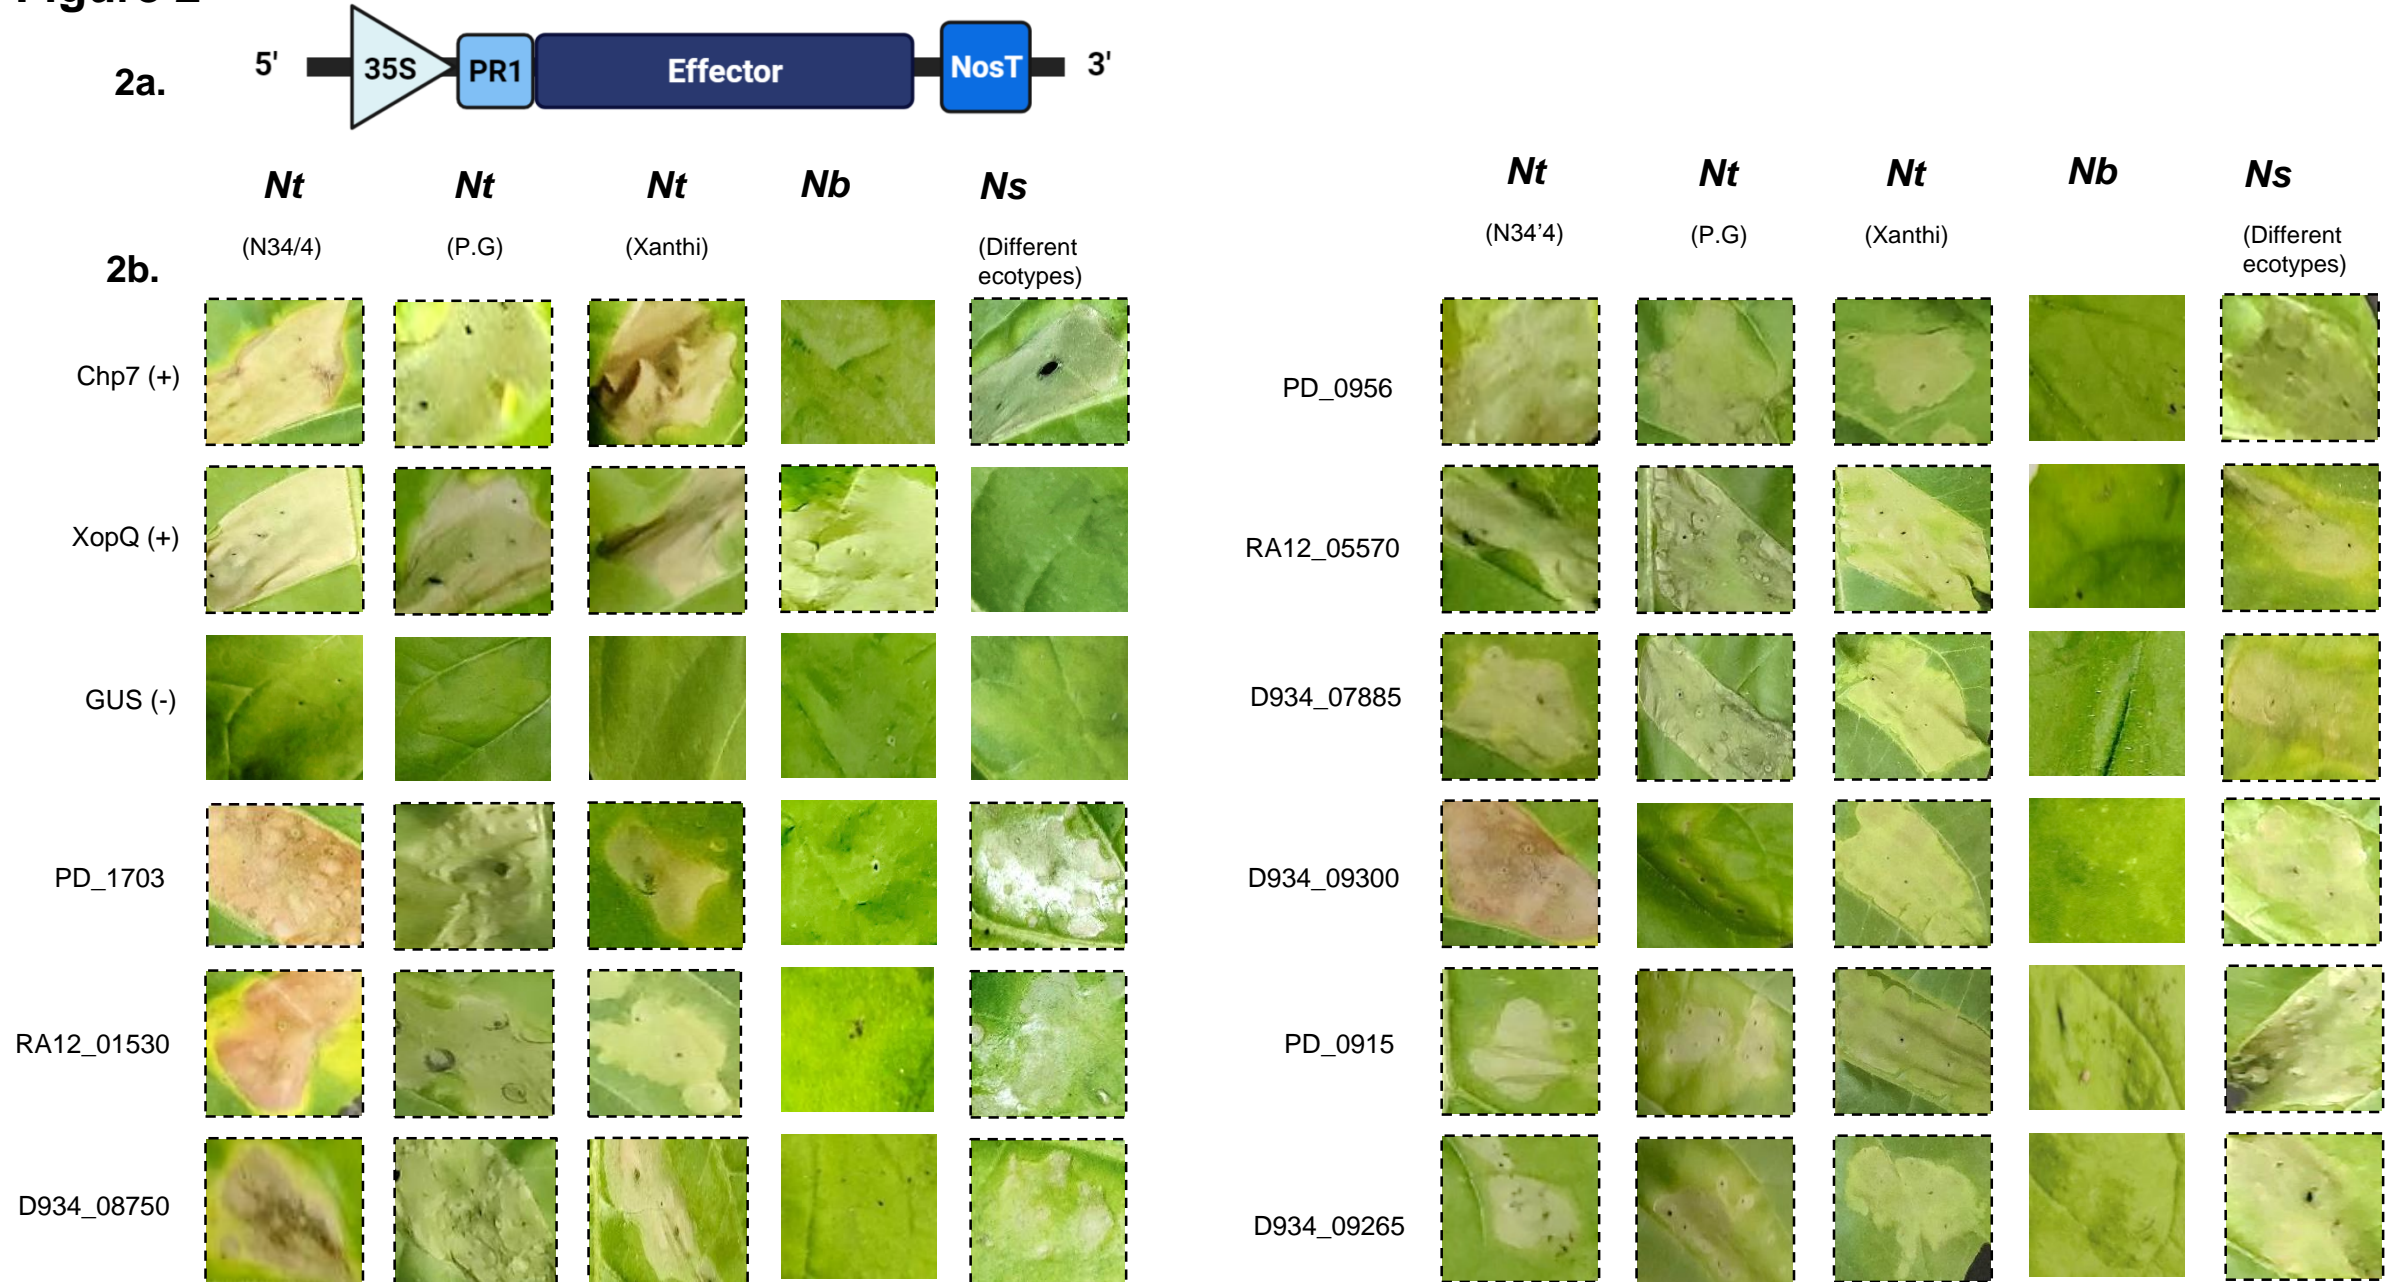 Figure 2
2a.
5'
35S
PR1
Effector
NosT
3'
2b.
Nt
Nt
Nt
Nb
Ns
(N34/4)
(P.G)
(Xanthi)
(Different
ecotypes)
Chp7 (+)
XopQ (+)
GUS (-)
PD_1703
RA12_01530
D934_08750
Nt
Nt
Nt
Nb
Ns
(N34’4)
(P.G)
(Xanthi)
(Different
ecotypes)
PD_0956
RA12_05570
D934_07885
D934_09300
PD_0915
D934_09265